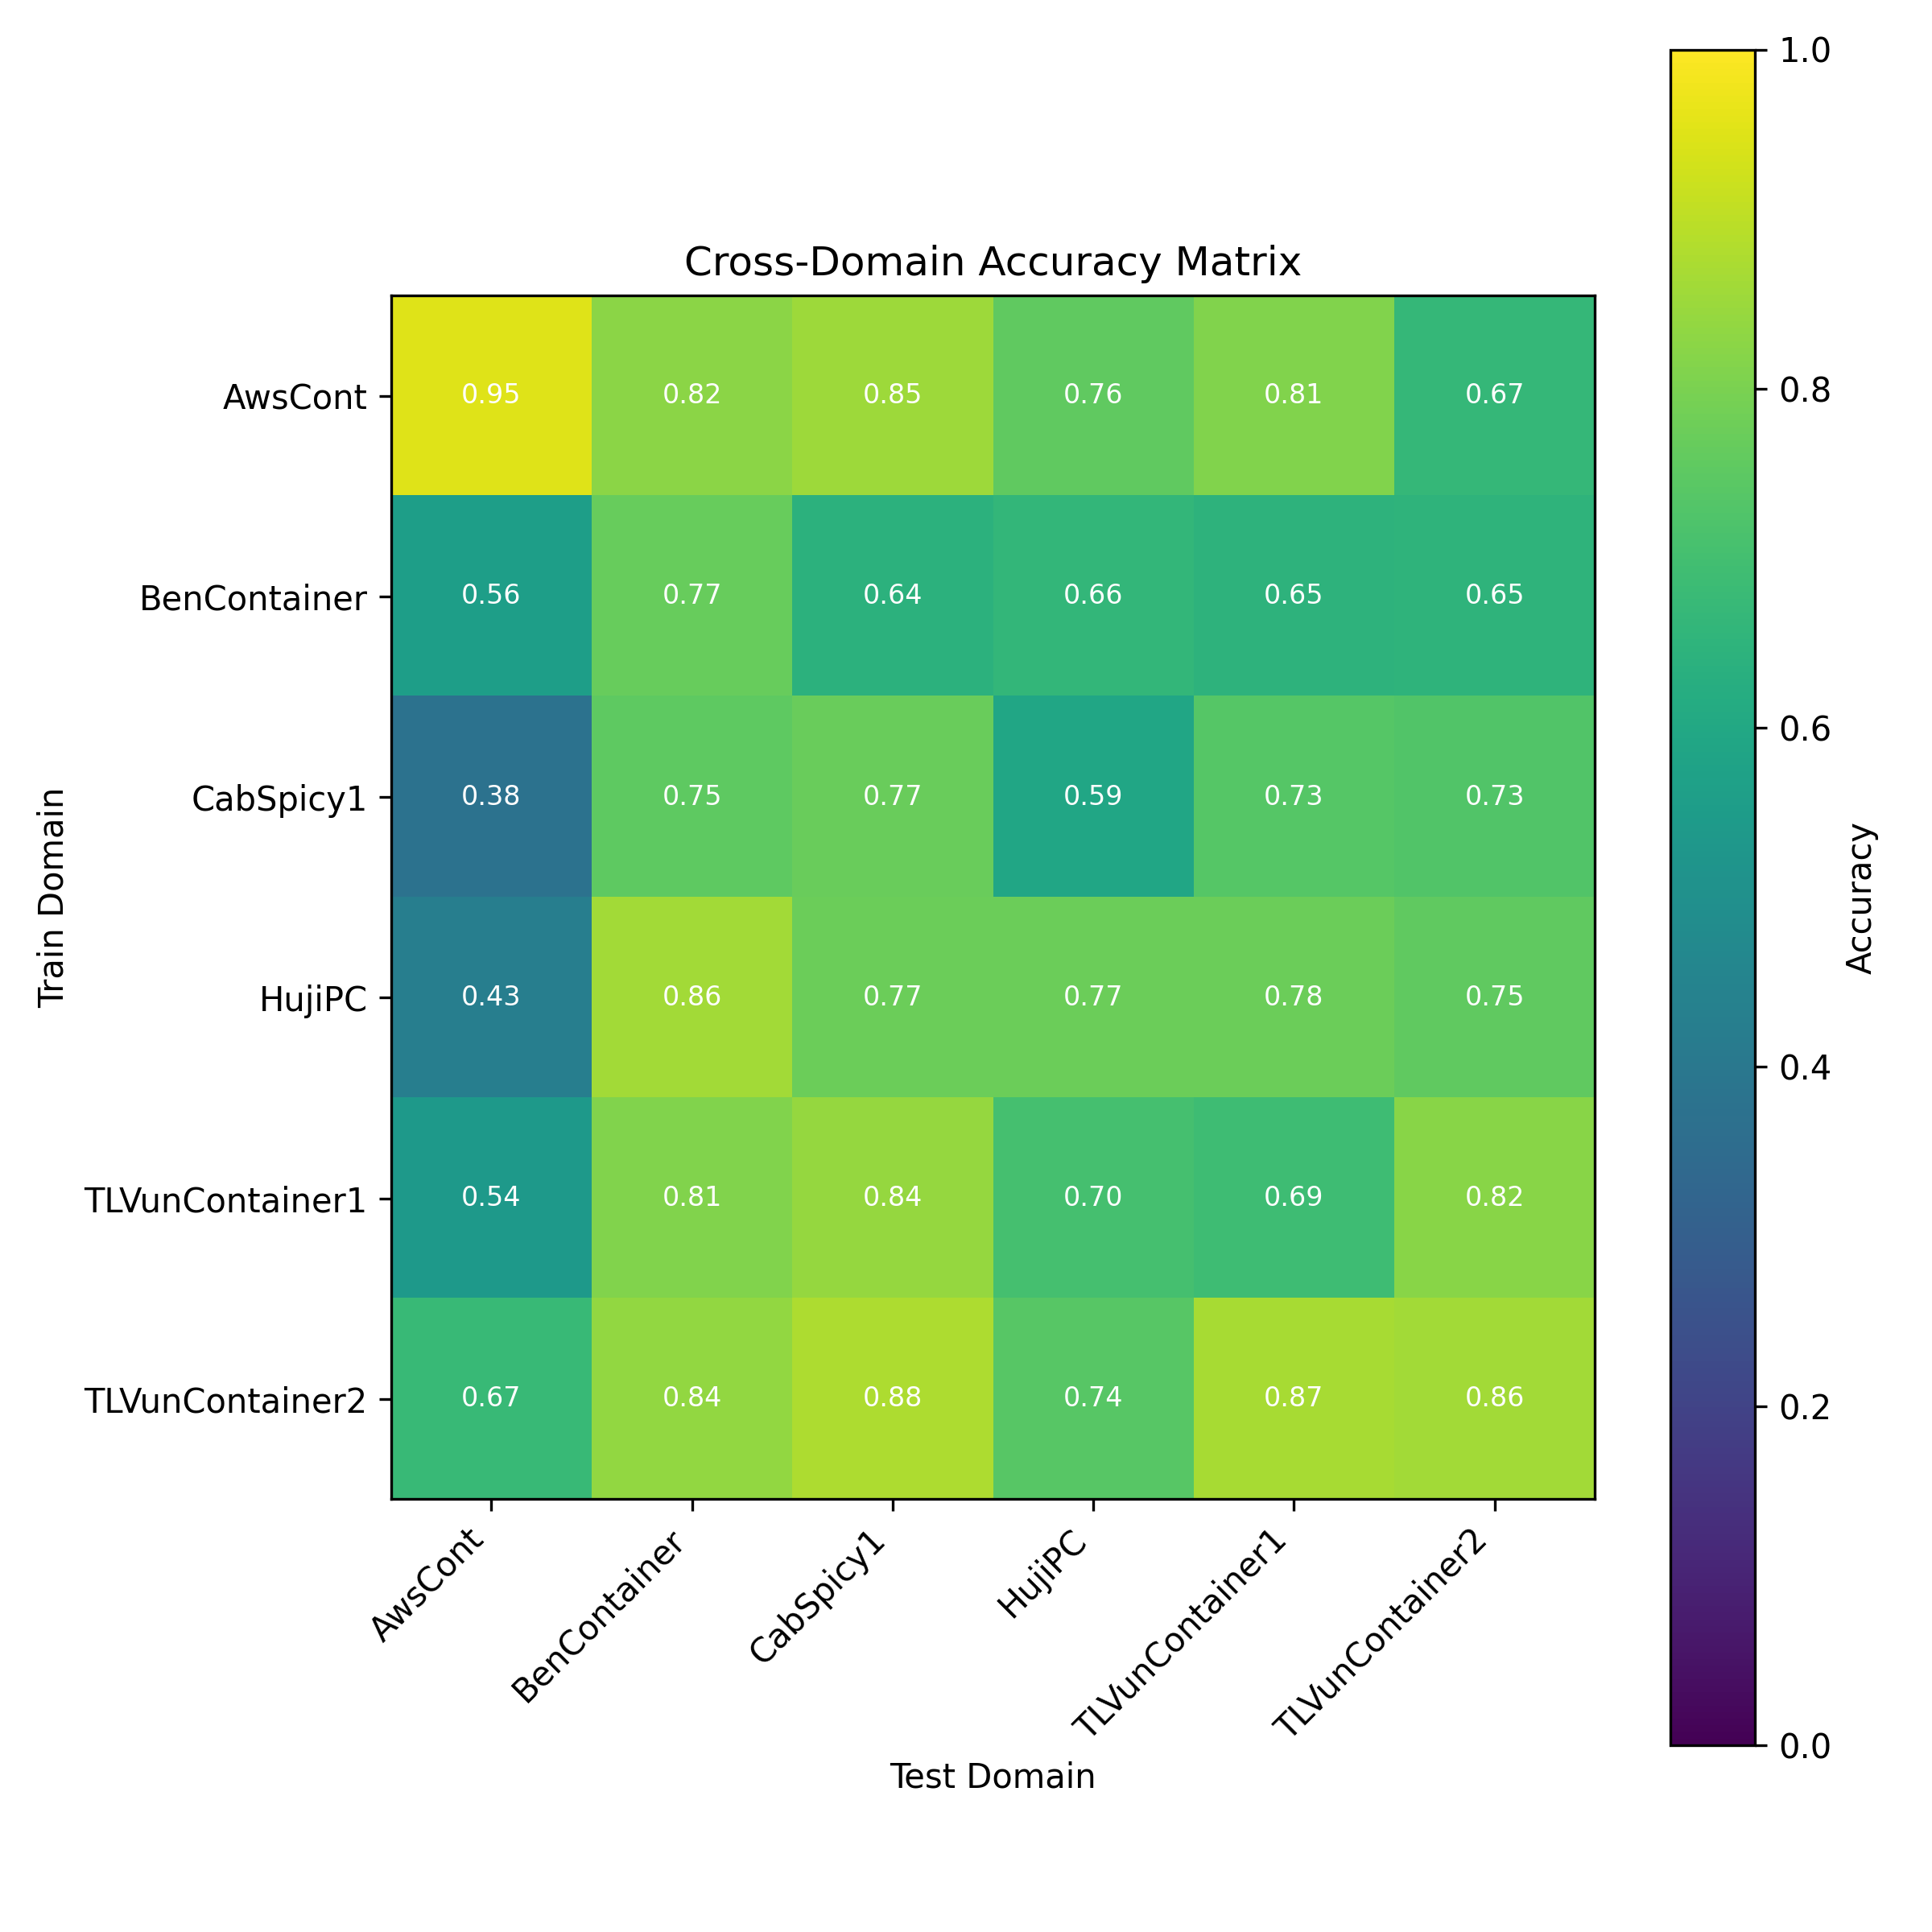 Cross-Domain Accuracy Matrix
Train Domain
AwsCont 0.95 0.82 0.85 0.76 0.81 0.67
BenContainer 0.56 0.77 0.64 0.66 0.65 0.65
CabSpicy1 0.38 0.75 0.77 0.59 0.73 0.73
HujiPC 0.43 0.86 0.77 0.77 0.78 0.75
TLVunContainer1 0.54 0.81 0.84 0.70 0.69 0.82
TLVunContainer2 0.67 0.84 0.88 0.74 0.87 0.86
AwsCont
BenContainer
CabSpicy1
HujiPC
TLVunContainer1
TLVunContainer2
Test Domain
1.0
0.8
0.6
0.4
0.2
0.0
Accuracy